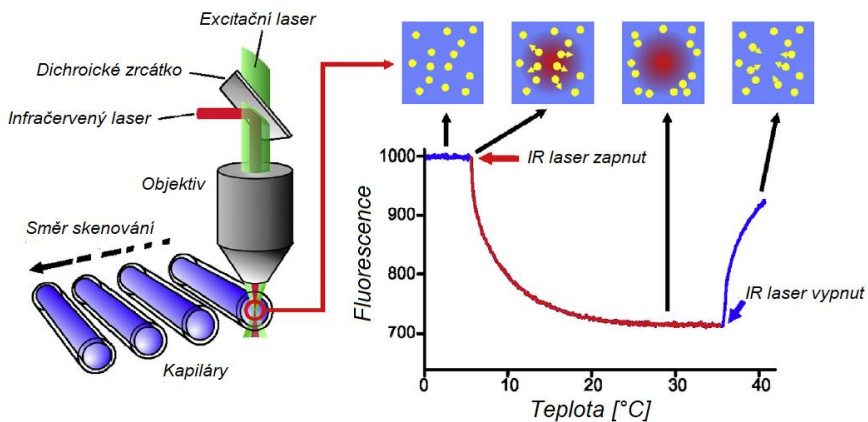 Excitační laser
Dichroické zrcátko
Infračervený laser
Objektiv
Směr skenování
Kapiláry
IR laser zapnut
IR laser vypnut
Fluorescence
1000
900
800
700
0
10
20
30
40
Teplota [°C]